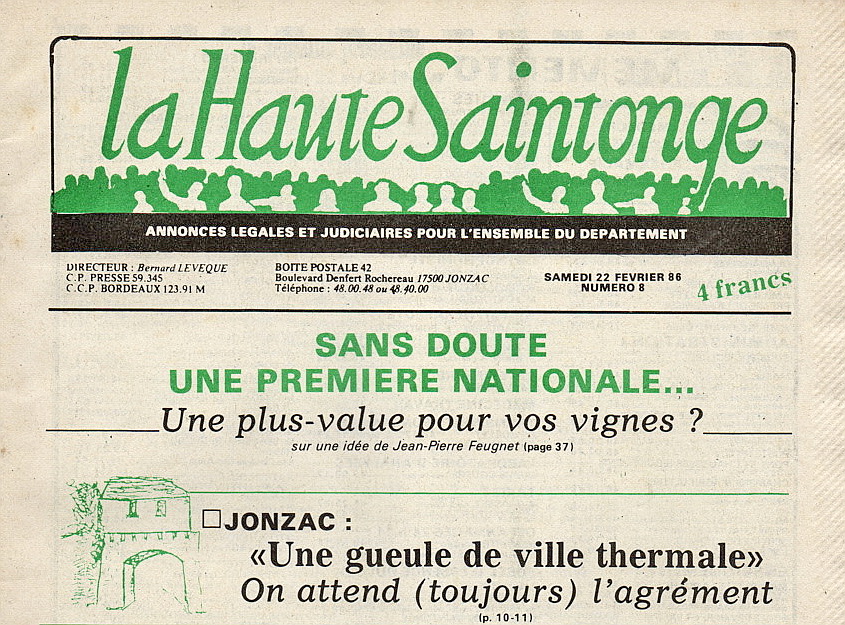 la Haute Saintonge
ANNONCES LEGALES ET JUDICIAIRES POUR L'ENSEMBLE DU DEPARTEMENT
DIRECTEUR : Bernard LEVEQUE
C.P. PRESSE 59.345
C.C.P. BORDEAUX 123.91 M
BOITE POSTALE 42
Boulevard Denfert Rochereau 17500 JONZAC
Téléphone : 48.00.48 ou 48.40.00
SAMEDI 22 FEVRIER 86
NUMERO 8
4 francs
SANS DOUTE
UNE PREMIERE NATIONALE...
Une plus-value pour vos vignes ?
sur une idée de Jean-Pierre Feugnet (page 37)
JONZAC :
«Une gueule de ville thermale»
On attend (toujours) l'agrément
(p. 10-11)